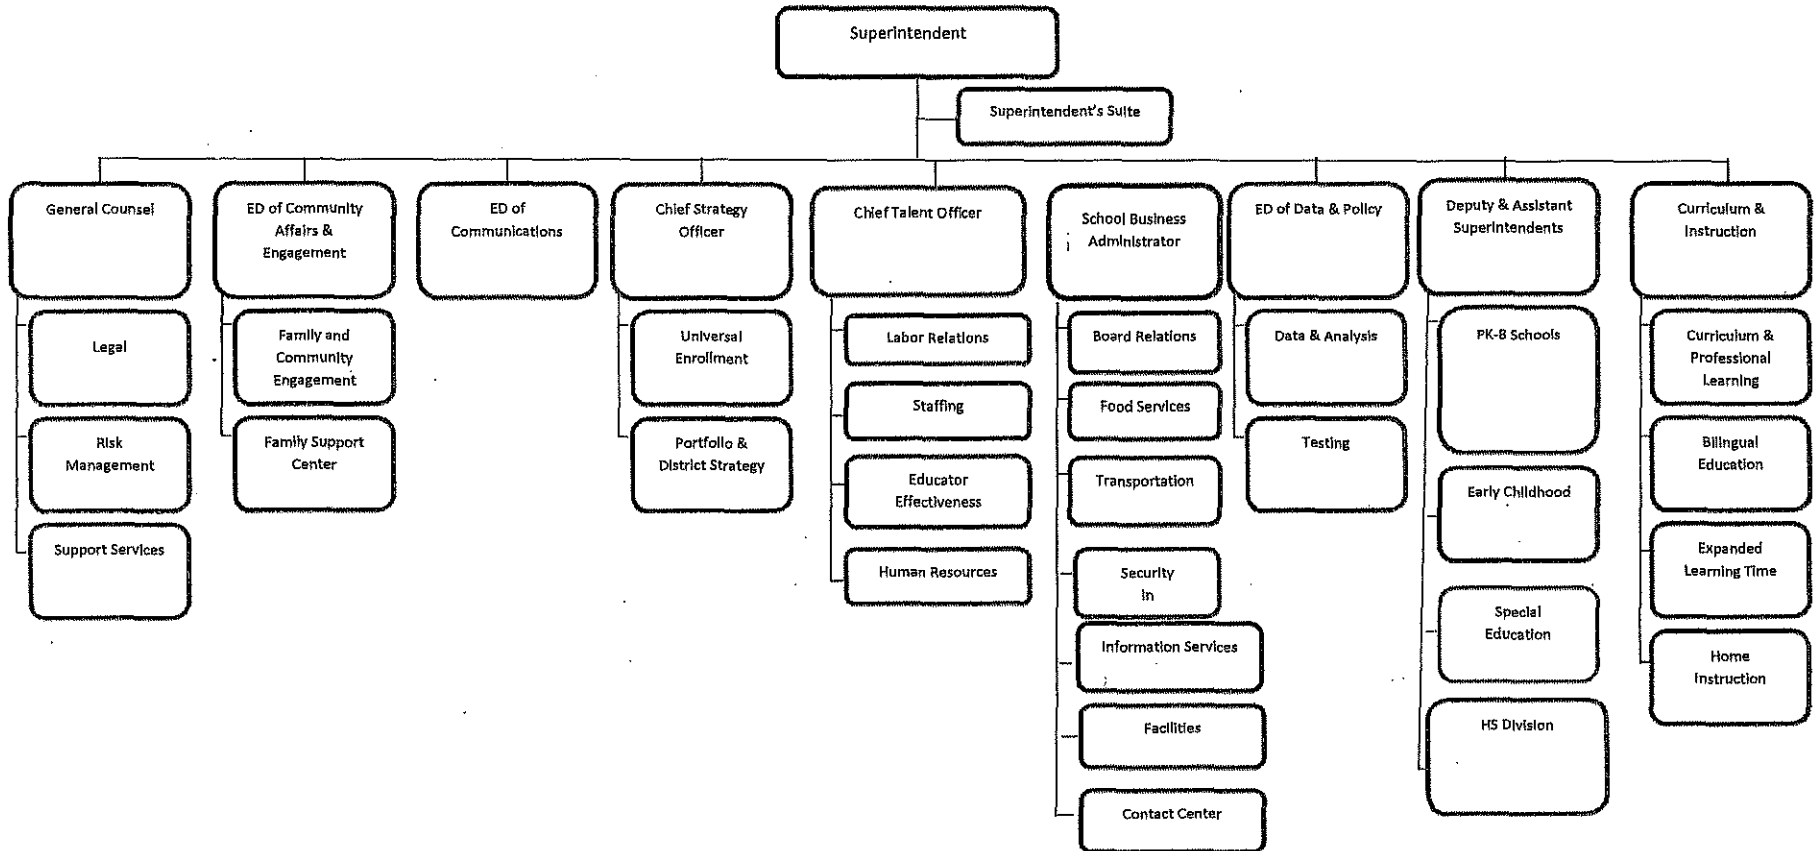 Superintendent
Superintendent's Suite
General Counsel
ED of Community
Affairs &
Engagement
ED of
Communications
Chief Strategy
Officer
Chief Talent Officer
School Business
Administrator
ED of Data & Policy
Deputy & Assistant
Superintendents
Curriculum &
Instruction
Legal
Risk
Management
Support Services
Family and
Community
Engagement
Family Support
Center
Universal
Enrollment
Portfolio &
District Strategy
Labor Relations
Staffing
Educator
Effectiveness
Human Resources
Board Relations
Food Services
Transportation
Security
in
Information Services
Facilities
Contact Center
Data & Analysis
Testing
PK-8 Schools
Early Childhood
Special
Education
HS Division
Curriculum &
Professional
Learning
Bilingual
Education
Expanded
Learning Time
Home
Instruction